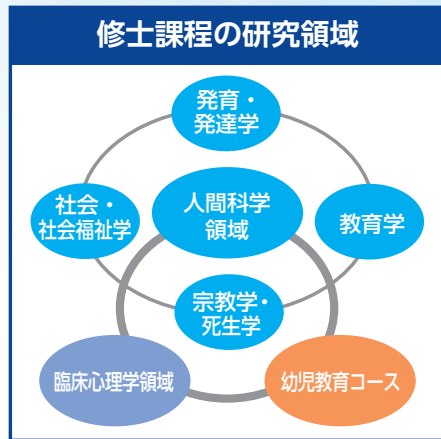 修士課程の研究領域
発育・
発達学
人間科学
領域
社会・
社会福祉学
教育学
宗教学・
死生学
臨床心理学領域
幼児教育コース